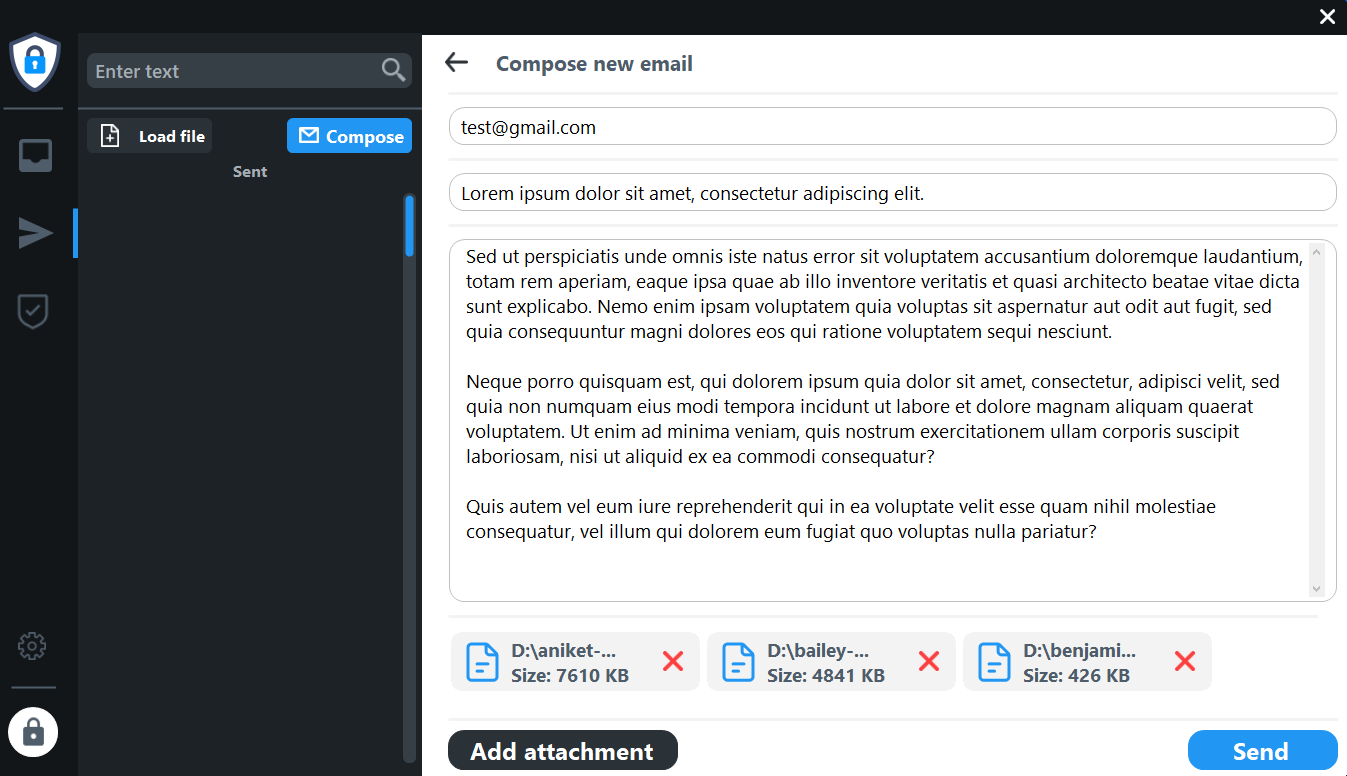 Enter text
Load file
Compose
Sent
Compose new email
test@gmail.com
Lorem ipsum dolor sit amet, consectetur adipiscing elit.
Sed ut perspiciatis unde omnis iste natus error sit voluptatem accusantium doloremque laudantium,
totam rem aperiam, eaque ipsa quae ab illo inventore veritatis et quasi architecto beatae vitae dicta
sunt explicabo. Nemo enim ipsam voluptatem quia voluptas sit aspernatur aut odit aut fugit, sed
quia consequuntur magni dolores eos qui ratione voluptatem sequi nesciunt.
Neque porro quisquam est, qui dolorem ipsum quia dolor sit amet, consectetur, adipisci velit, sed
quia non numquam eius modi tempora incidunt ut labore et dolore magnam aliquam quaerat
voluptatem. Ut enim ad minima veniam, quis nostrum exercitationem ullam corporis suscipit
laboriosam, nisi ut aliquid ex ea commodi consequatur?
Quis autem vel eum iure reprehenderit qui in ea voluptate velit esse quam nihil molestiae
consequatur, vel illum qui dolorem eum fugiat quo voluptas nulla pariatur?
D:\aniket-...
Size: 7610 KB
D:\bailey-...
Size: 4841 KB
D:\benjami...
Size: 426 KB
Add attachment
Send